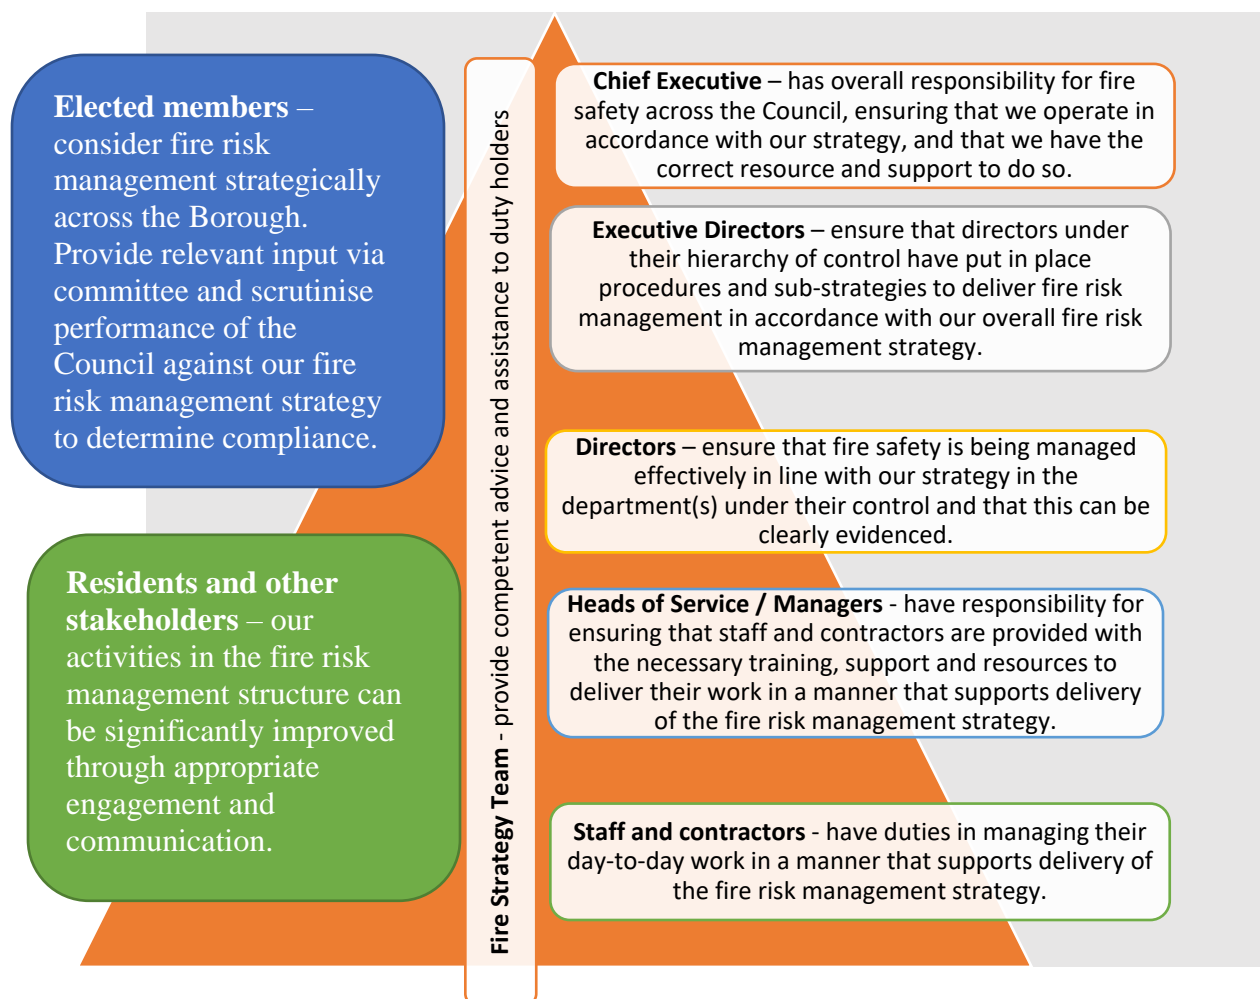 Elected members –
consider fire risk
management strategically
across the Borough.
Provide relevant input via
committee and scrutinise
performance of the
Council against our fire
risk management strategy
to determine compliance.
Residents and other
stakeholders – our
activities in the fire risk
management structure can
be significantly improved
through appropriate
engagement and
communication.
Fire Strategy Team - provide competent advice and assistance to duty holders
Chief Executive – has overall responsibility for fire
safety across the Council, ensuring that we operate in
accordance with our strategy, and that we have the
correct resource and support to do so.
Executive Directors – ensure that directors under
their hierarchy of control have put in place
procedures and sub-strategies to deliver fire risk
management in accordance with our overall fire risk
management strategy.
Directors – ensure that fire safety is being managed
effectively in line with our strategy in the
department(s) under their control and that this can be
clearly evidenced.
Heads of Service / Managers - have responsibility for
ensuring that staff and contractors are provided with
the necessary training, support and resources to
deliver their work in a manner that supports delivery
of the fire risk management strategy.
Staff and contractors - have duties in managing their
day-to-day work in a manner that supports delivery of
the fire risk management strategy.